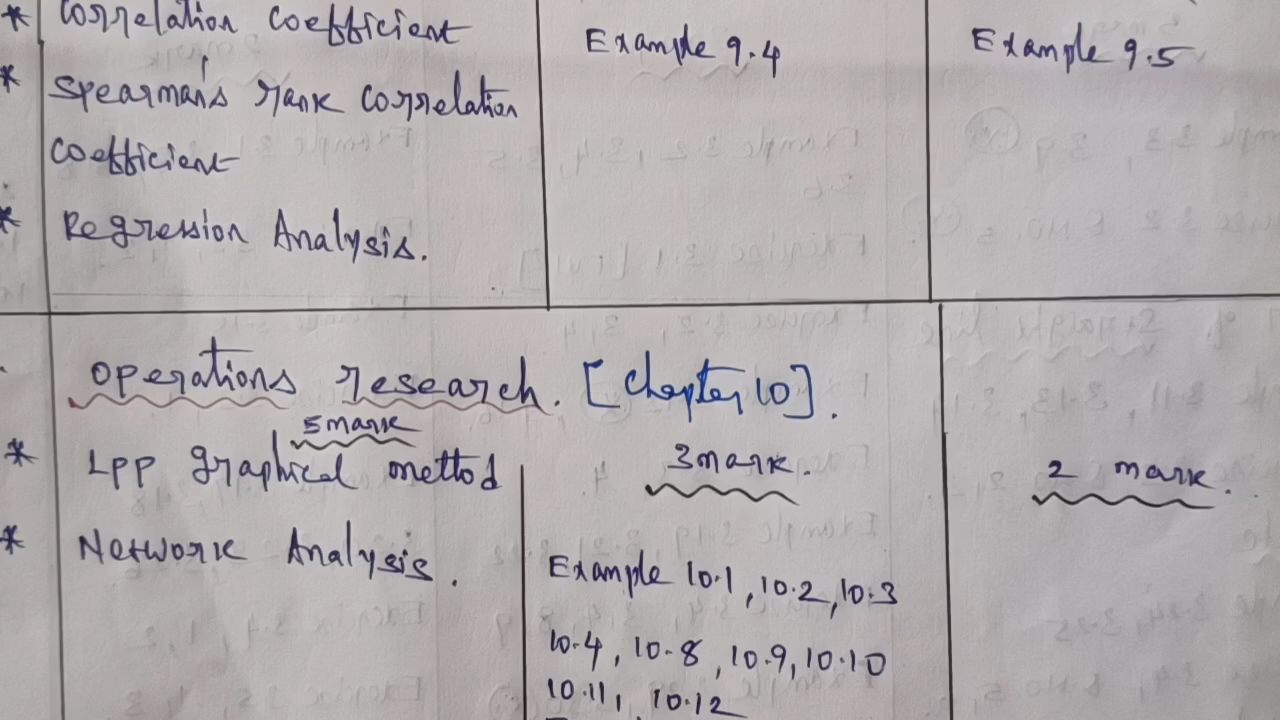 * Correlation coefficient
* Spearman's rank correlation
coefficient
* Regression Analysis.
Example 9.4
Example 9.5
Operations research. [Chapter 10].
5 mark
* LPP graphical method
* Network Analysis.
3 mark.
Example 10.1, 10.2, 10.3
10.4, 10.8, 10.9, 10.10
10.11, 10.12
2 mark.